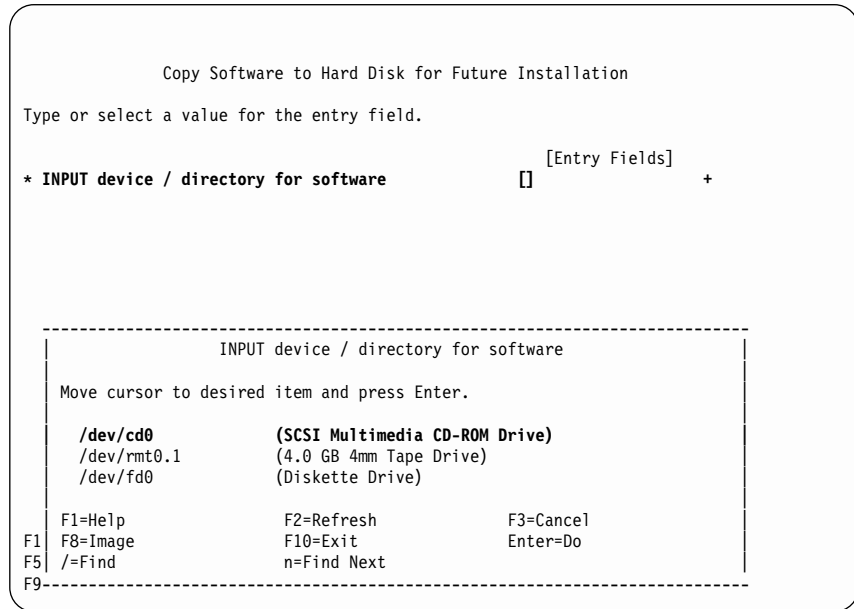 Copy Software to Hard Disk for Future Installation
Type or select a value for the entry field.
[Entry Fields]
* INPUT device / directory for software [] +
INPUT device / directory for software
Move cursor to desired item and press Enter.
/dev/cd0 (SCSI Multimedia CD-ROM Drive)
/dev/rmt0.1 (4.0 GB 4mm Tape Drive)
/dev/fd0 (Diskette Drive)
F1=Help F2=Refresh F3=Cancel
F1 F8=Image F10=Exit Enter=Do
F5 /=Find n=Find Next
F9